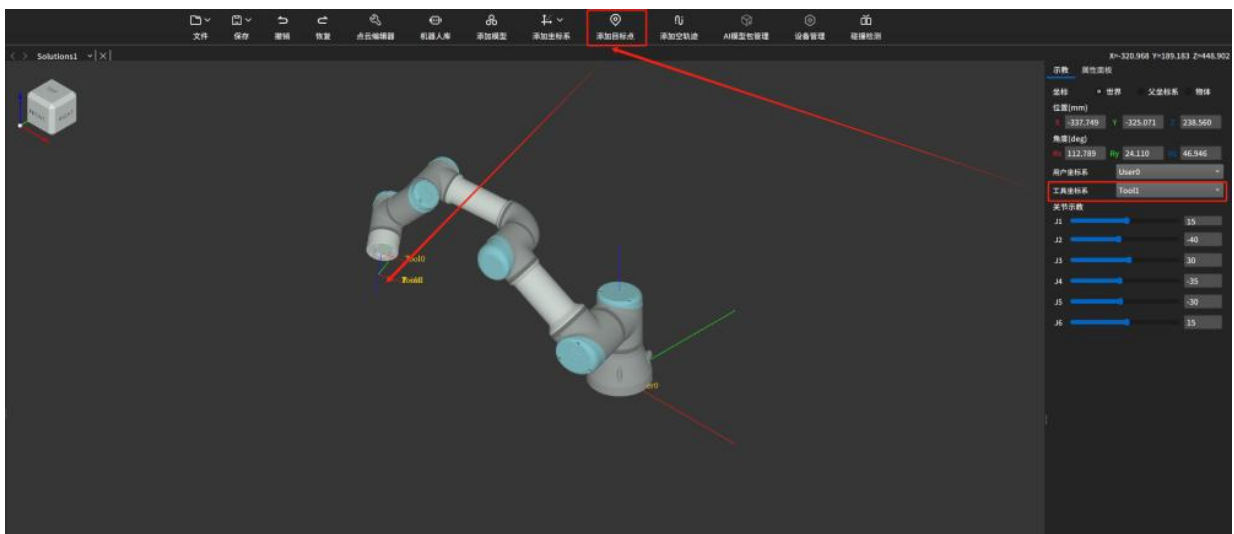 文件 保存 撤销 恢复 点云编辑器 机器人库 添加模型 添加坐标系 添加目标点 添加空轨迹 AI模型包管理 设备管理 碰撞检测
Solutions1
X=-320.968 Y=189.183 Z=448.902
示教 属性面板
坐标 世界 父坐标系 物体
位置(mm)
X -337.749 Y -325.071 Z 238.560
角度(deg)
Rx 112.789 Ry 24.110 46.946
用户坐标系 User0
工具坐标系 Tool1
关节示教
J1 15
J2 -40
J3 30
J4 -35
J5 -30
J6 15
Tool0